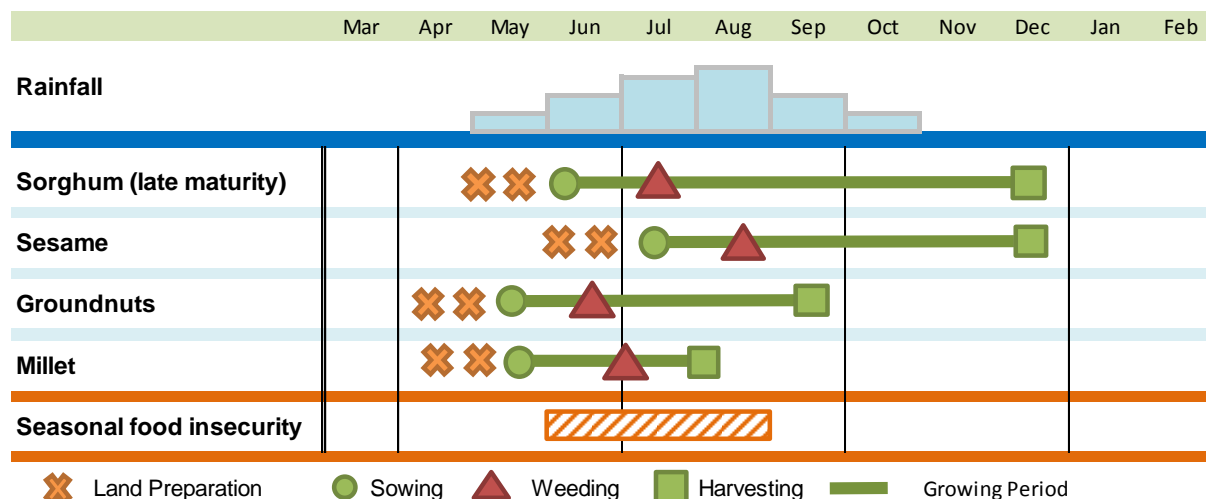 Mar Apr May Jun Jul Aug Sep Oct Nov Dec Jan Feb
Rainfall
Sorghum (late maturity)
Sesame
Groundnuts
Millet
Seasonal food insecurity
Land Preparation Sowing Weeding Harvesting Growing Period